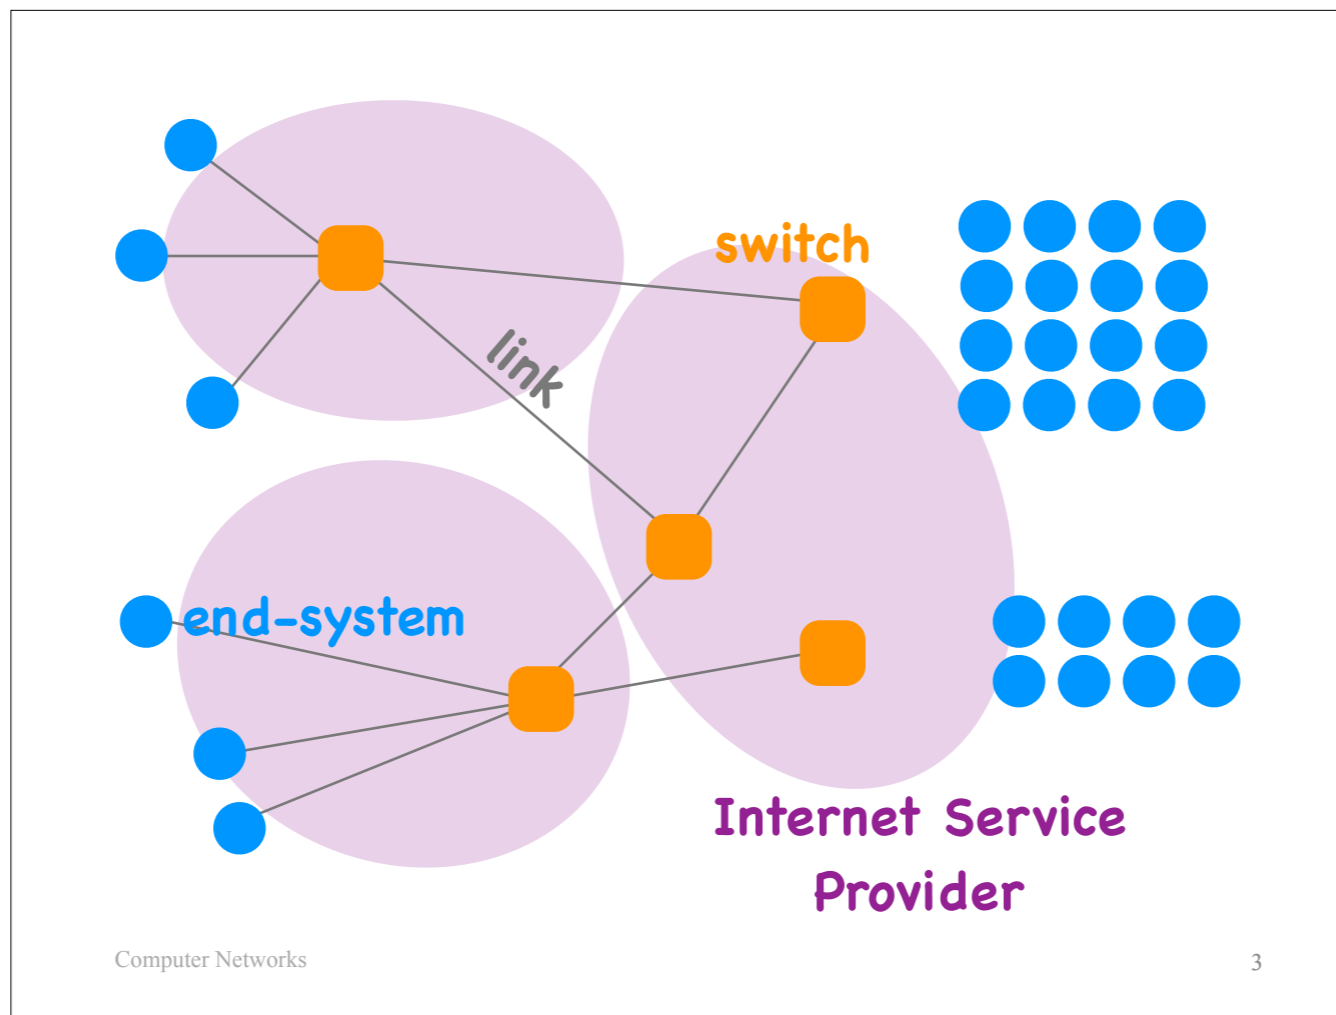 switch
link
end-system
Internet Service
Provider
Computer Networks
3